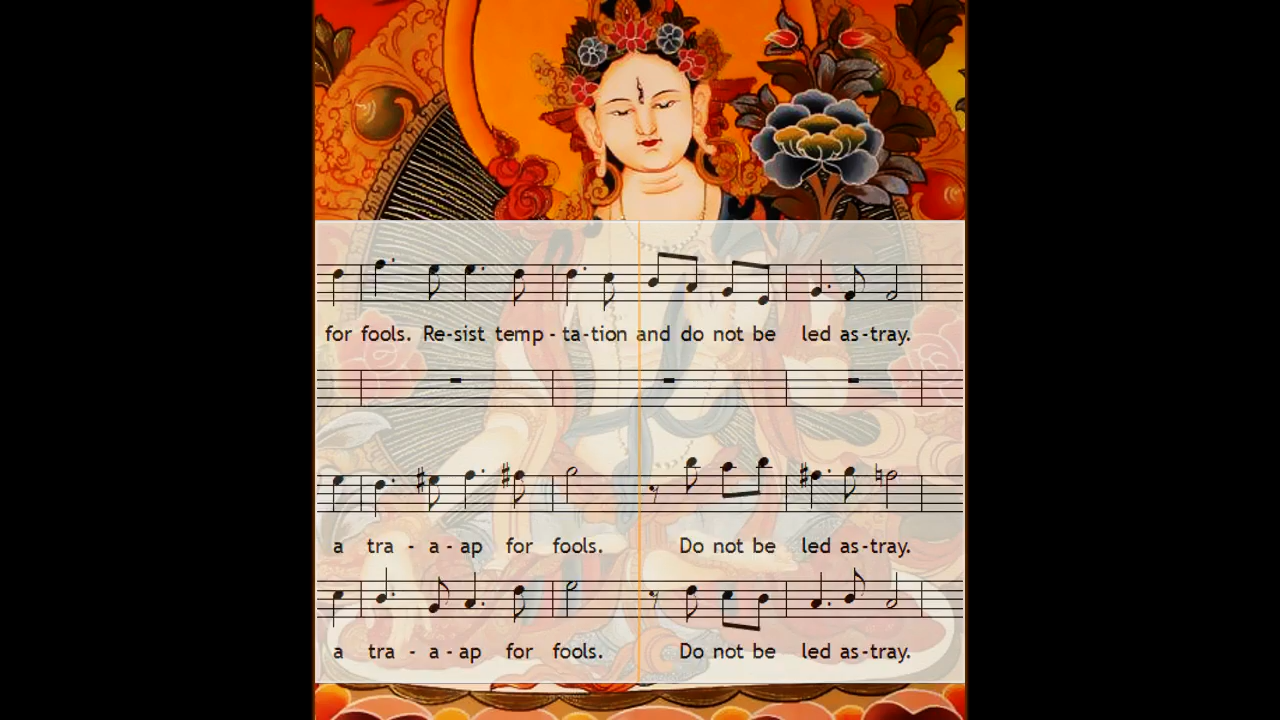 for fools. Re-sist temp - ta-tion and do not be led as-tray.
a tra - a - ap for fools. Do not be led as-tray.
a tra - a - ap for fools. Do not be led as-tray.